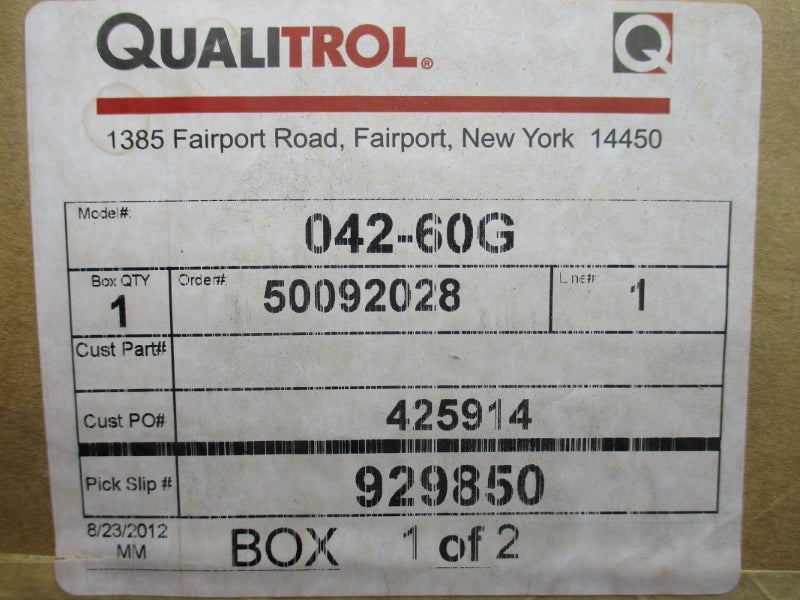 QUALITROL®
Q
1385 Fairport Road, Fairport, New York 14450
Model#:
042-60G
Box QTY
1
Order#:
50092028
Line#:
1
Cust Part#
Cust PO#
425914
Pick Slip #
929850
8/23/2012
MM
BOX 1 of 2